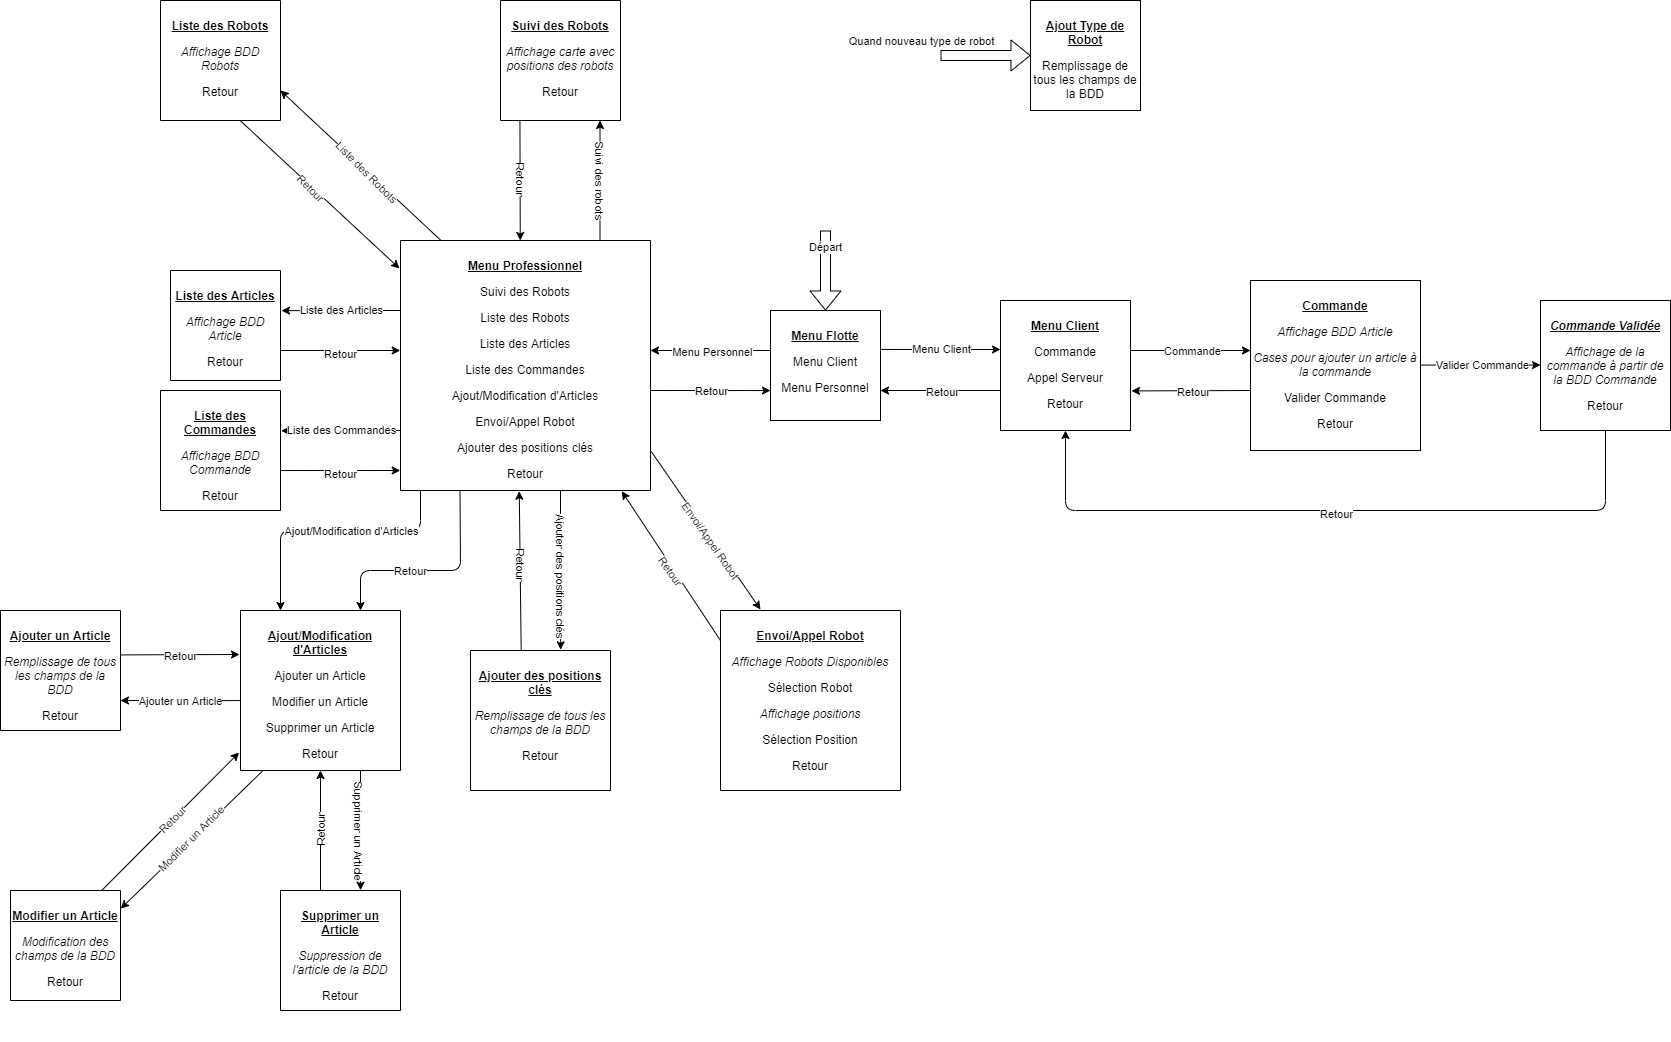 Liste des Robots
Affichage BDD
Robots
Retour
Suivi des Robots
Affichage carte avec
positions des robots
Retour
Quand nouveau type de robot
Ajout Type de
Robot
Remplissage de
tous les champs de
la BDD
Liste des Robots
Retour
Retour
Suivi des robots
Départ
Liste des Articles
Affichage BDD
Article
Retour
Liste des Articles
Retour
Liste des
Commandes
Affichage BDD
Commande
Retour
Liste des Commandes
Retour
Menu Professionnel
Suivi des Robots
Liste des Robots
Liste des Articles
Liste des Commandes
Ajout/Modification d'Articles
Envoi/Appel Robot
Ajouter des positions clés
Retour
Menu Personnel
Retour
Menu Flotte
Menu Client
Menu Personnel
Menu Client
Retour
Menu Client
Commande
Appel Serveur
Retour
Commande
Retour
Commande
Affichage BDD Article
Cases pour ajouter un article à
la commande
Valider Commande
Retour
Valider Commande
Commande Validée
Affichage de la
commande à partir de
la BDD Commande
Retour
Retour
Ajout/Modification d'Articles
Retour
Retour
Ajouter des positions clés
Envoi/Appel Robot
Retour
Ajouter un Article
Remplissage de tous
les champs de la
BDD
Retour
Retour
Ajouter un Article
Ajout/Modification
d'Articles
Ajouter un Article
Modifier un Article
Supprimer un Article
Retour
Ajouter des positions
clés
Remplissage de tous les
champs de la BDD
Retour
Envoi/Appel Robot
Affichage Robots Disponibles
Sélection Robot
Affichage positions
Sélection Position
Retour
Retour
Modifier un Article
Retour
Supprimer un Article
Modifier un Article
Modification des
champs de la BDD
Retour
Supprimer un
Article
Suppression de
l'article de la BDD
Retour